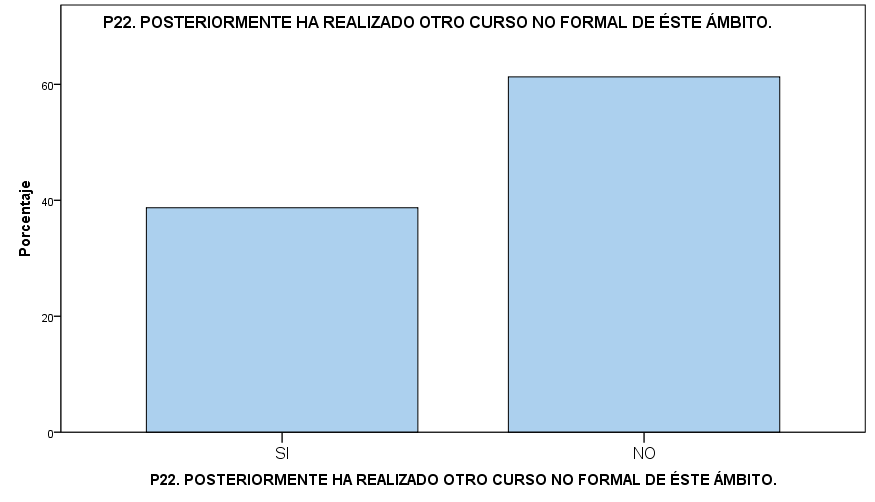 P22. POSTERIORMENTE HA REALIZADO OTRO CURSO NO FORMAL DE ÉSTE ÁMBITO.
60
40
20
0
Porcentaje
SI
NO
P22. POSTERIORMENTE HA REALIZADO OTRO CURSO NO FORMAL DE ÉSTE ÁMBITO.